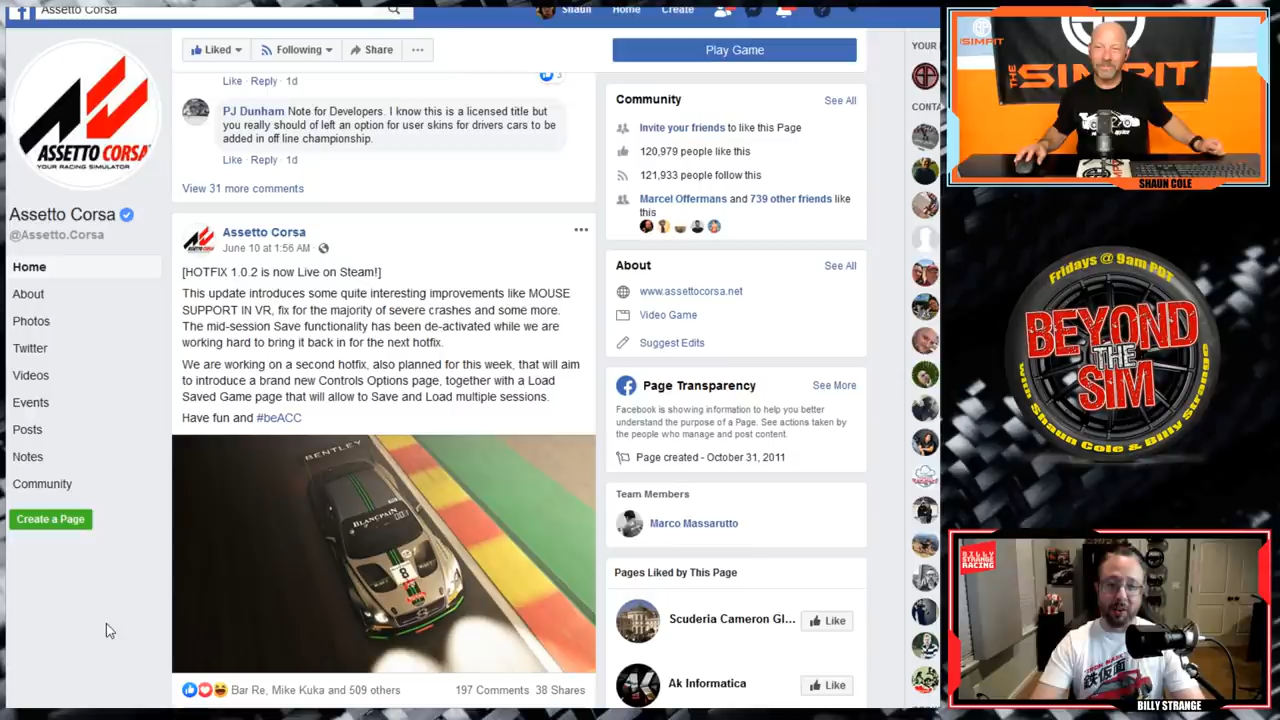 Assetto Corsa
Shaun Home Create
Liked Following Share
Play Game
Like · Reply · 1d 3
PJ Dunham Note for Developers. I know this is a licensed title but
you really should of left an option for user skins for drivers cars to be
added in off line championship.
Like · Reply · 1d
View 31 more comments
ASSETTO CORSA
YOUR RACING SIMULATOR
Assetto Corsa
@Assetto.Corsa
Home
About
Photos
Twitter
Videos
Events
Posts
Notes
Community
Create a Page
Assetto Corsa
June 10 at 1:56 AM ·
[HOTFIX 1.0.2 is now Live on Steam!]
This update introduces some quite interesting improvements like MOUSE
SUPPORT IN VR, fix for the majority of severe crashes and some more.
The mid-session Save functionality has been de-activated while we are
working hard to bring it back in for the next hotfix.
We are working on a second hotfix, also planned for this week, that will aim
to introduce a brand new Controls Options page, together with a Load
Saved Game page that will allow to Save and Load multiple sessions.
Have fun and #beACC
BENTLEY
BLANCPAIN
8
Bar Re, Mike Kuka and 509 others 197 Comments 38 Shares
Community See All
Invite your friends to like this Page
120,979 people like this
121,933 people follow this
Marcel Offermans and 739 other friends like
this
About See All
www.assettocorsa.net
Video Game
Suggest Edits
Page Transparency See More
Facebook is showing information to help you better
understand the purpose of a Page. See actions taken by
the people who manage and post content.
Page created - October 31, 2011
Team Members
Marco Massarutto
Pages Liked by This Page
Scuderia Cameron Gl... Like
Ak Informatica Like
YOUR
CONTA
SIMPIT
THE SIMPIT
SHAUN COLE
Fridays @ 9am PDT
BEYOND
THE
SIM
with Shaun Cole & Billy Strange
BILLY
STRANGE
RACING
BILLY STRANGE